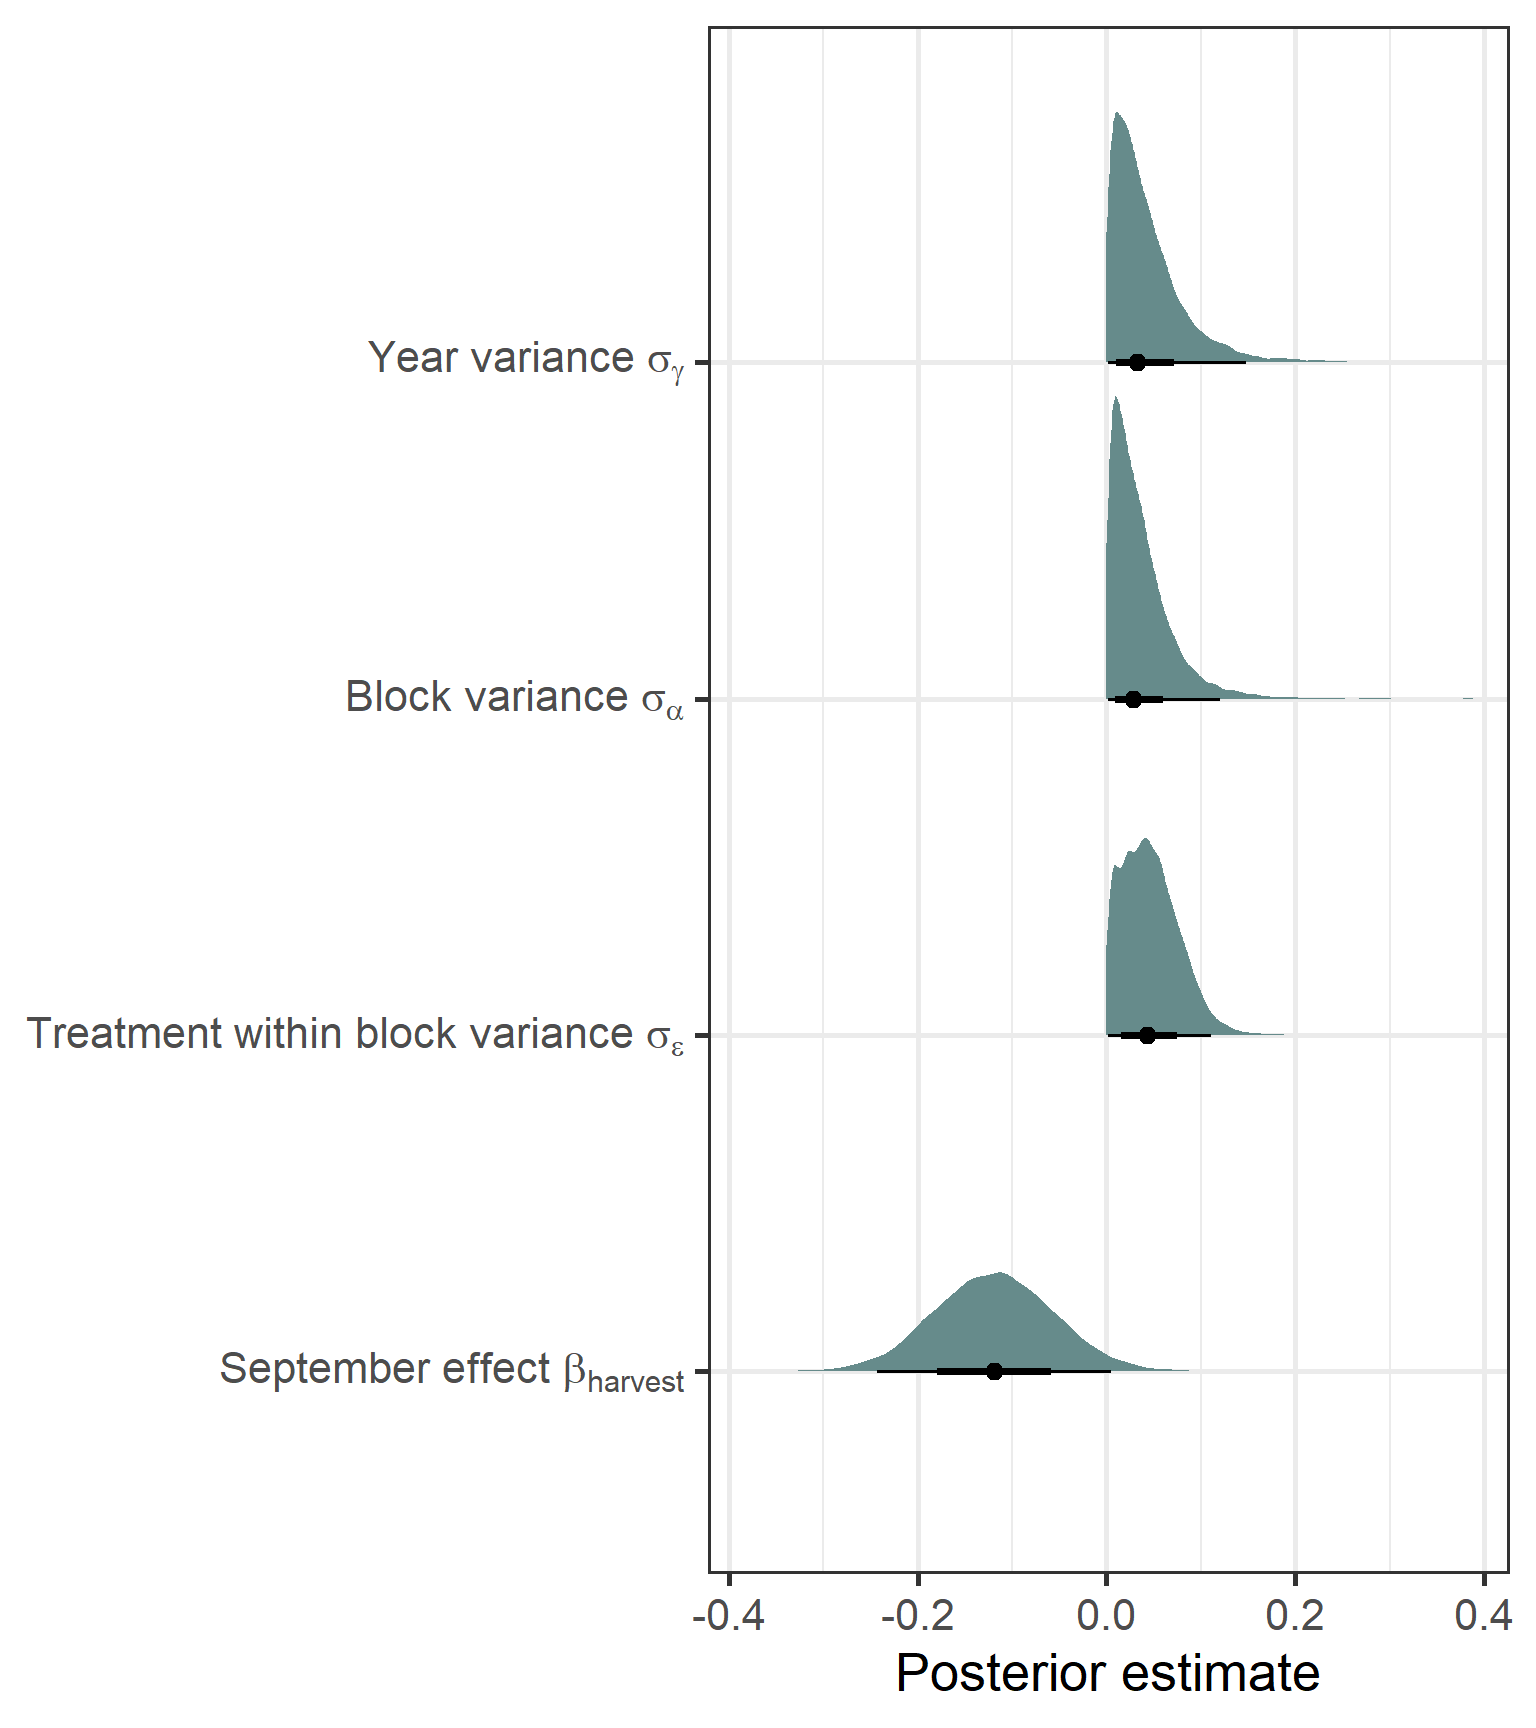 Year variance σγ
Block variance σα
Treatment within block variance σε
September effect βharvest
-0.4 -0.2 0.0 0.2 0.4
Posterior estimate